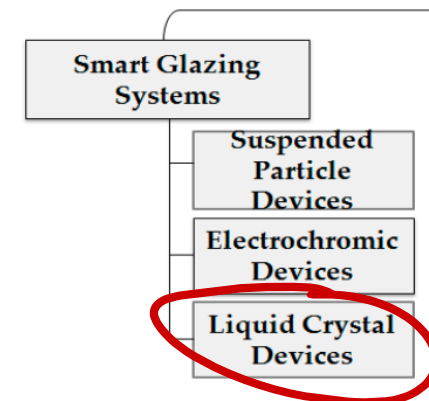 Smart Glazing
Systems
Suspended
Particle
Devices
Electrochromic
Devices
Liquid Crystal
Devices